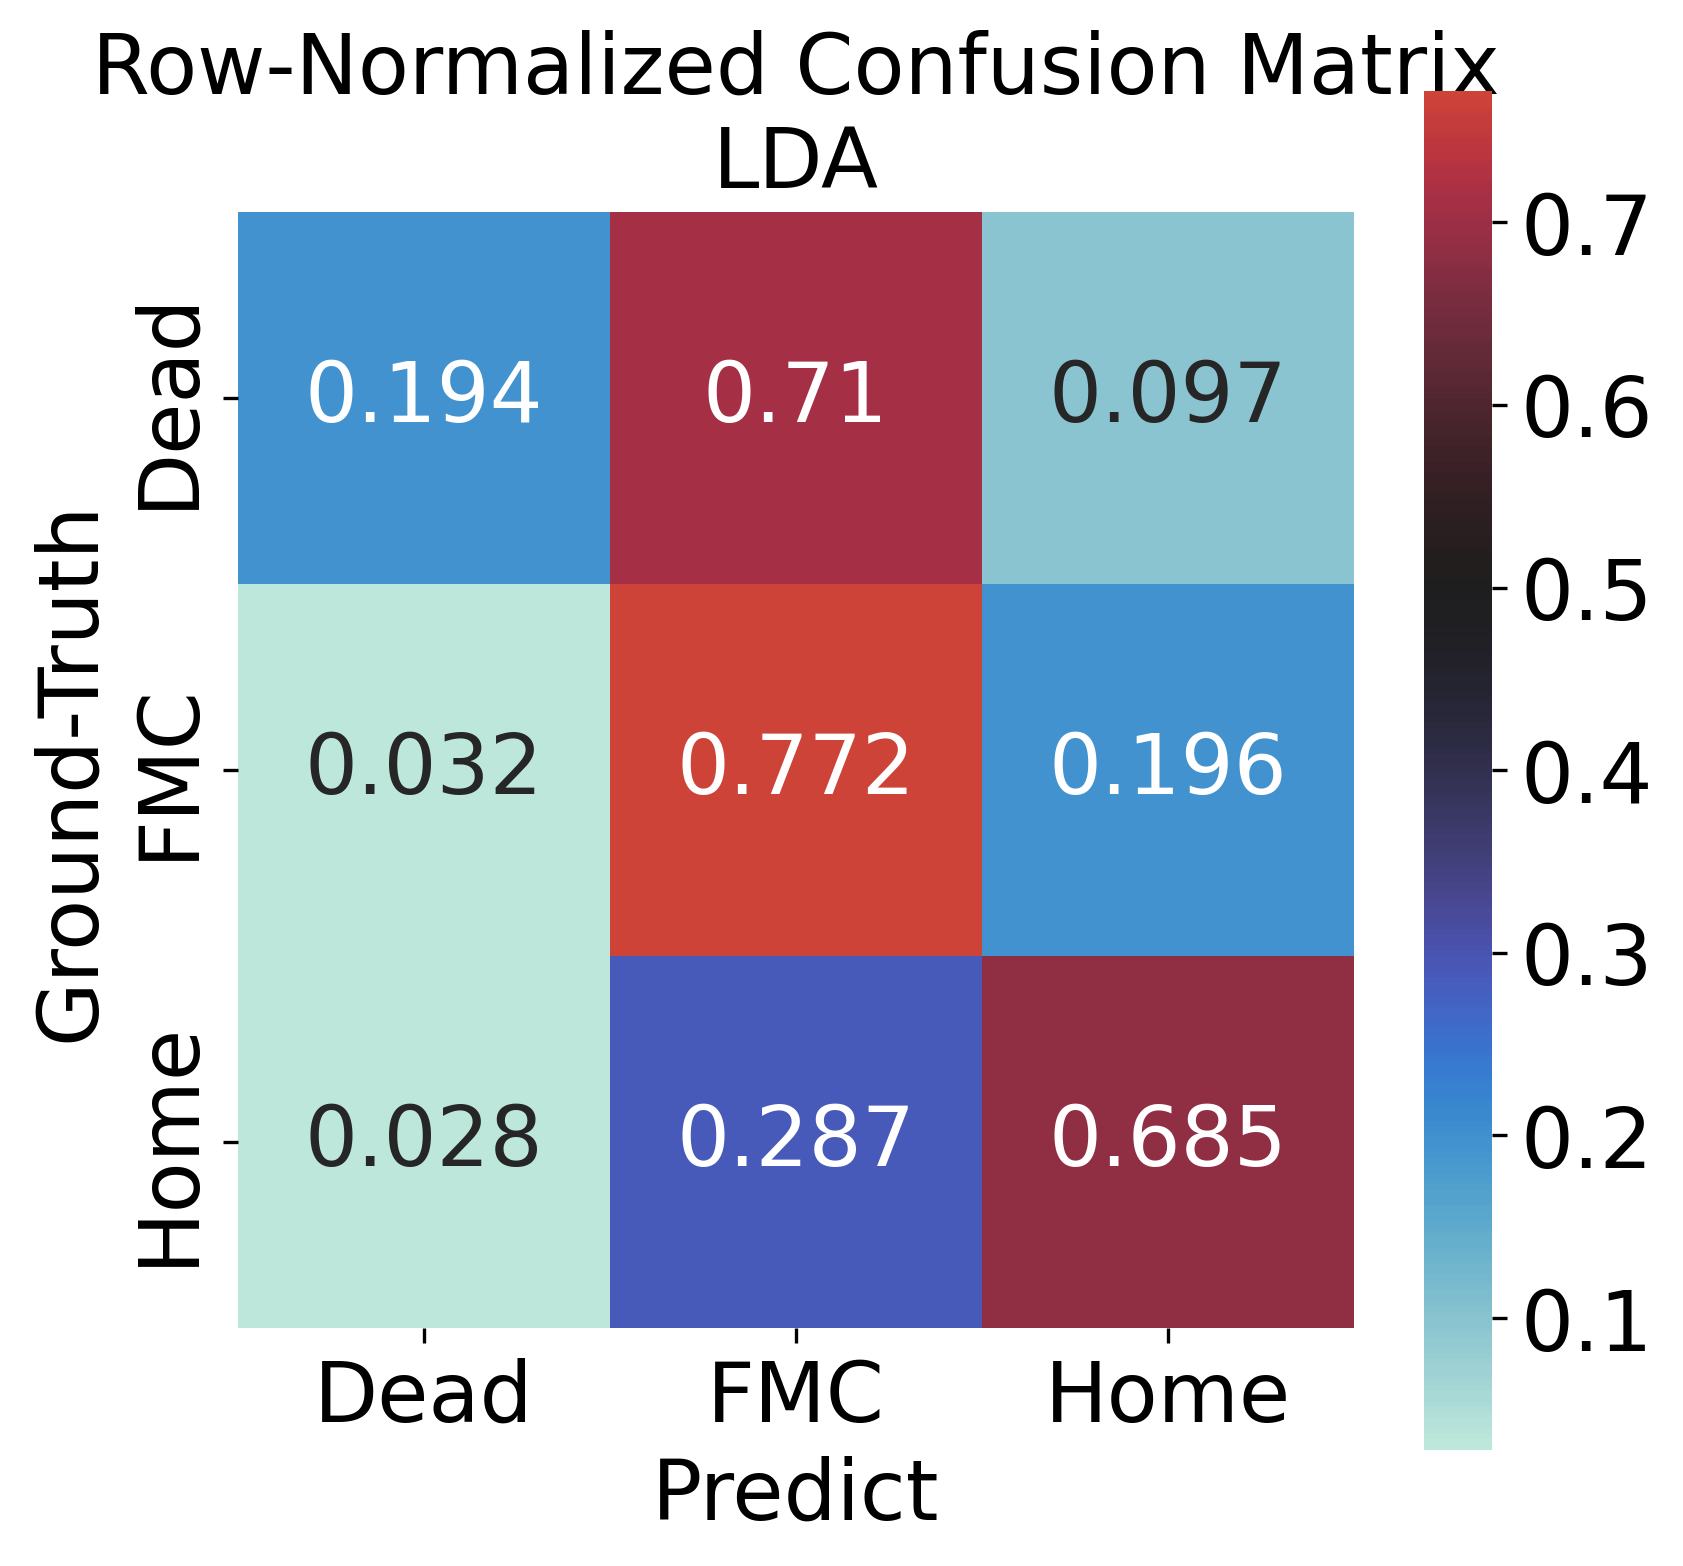 Row-Normalized Confusion Matrix
LDA
Ground-Truth
Dead
0.194 0.71 0.097
FMC
0.032 0.772 0.196
Home
0.028 0.287 0.685
Dead FMC Home
Predict
0.7
0.6
0.5
0.4
0.3
0.2
0.1